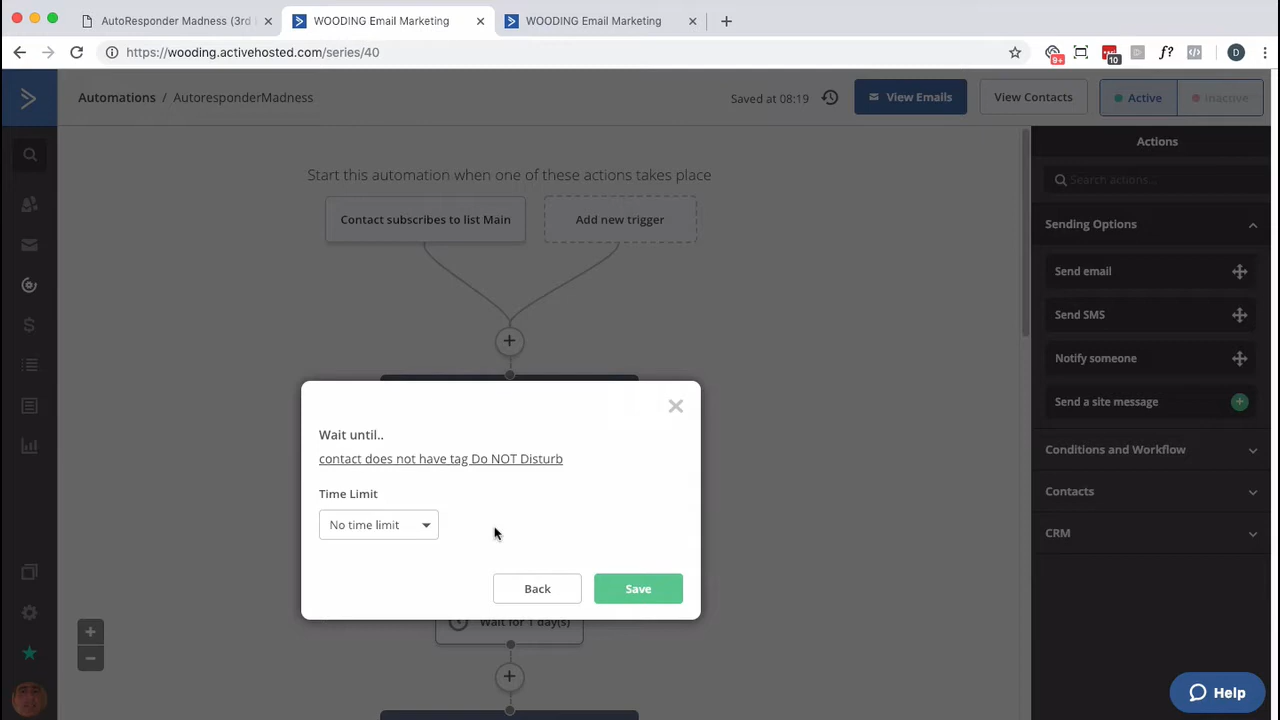 AutoResponder Madness (3rd
WOODING Email Marketing
WOODING Email Marketing
https://wooding.activehosted.com/series/40
9+
10
f?
D
Automations / AutoresponderMadness
Saved at 08:19
View Emails
View Contacts
Active
Inactive
Actions
Start this automation when one of these actions takes place
Search actions...
Contact subscribes to list Main
Add new trigger
Sending Options
Send email
Send SMS
Notify someone
Send a site message
Conditions and Workflow
Contacts
CRM
Wait until..
contact does not have tag Do NOT Disturb
Time Limit
No time limit
Back
Save
Wait for 1 day(s)
Help